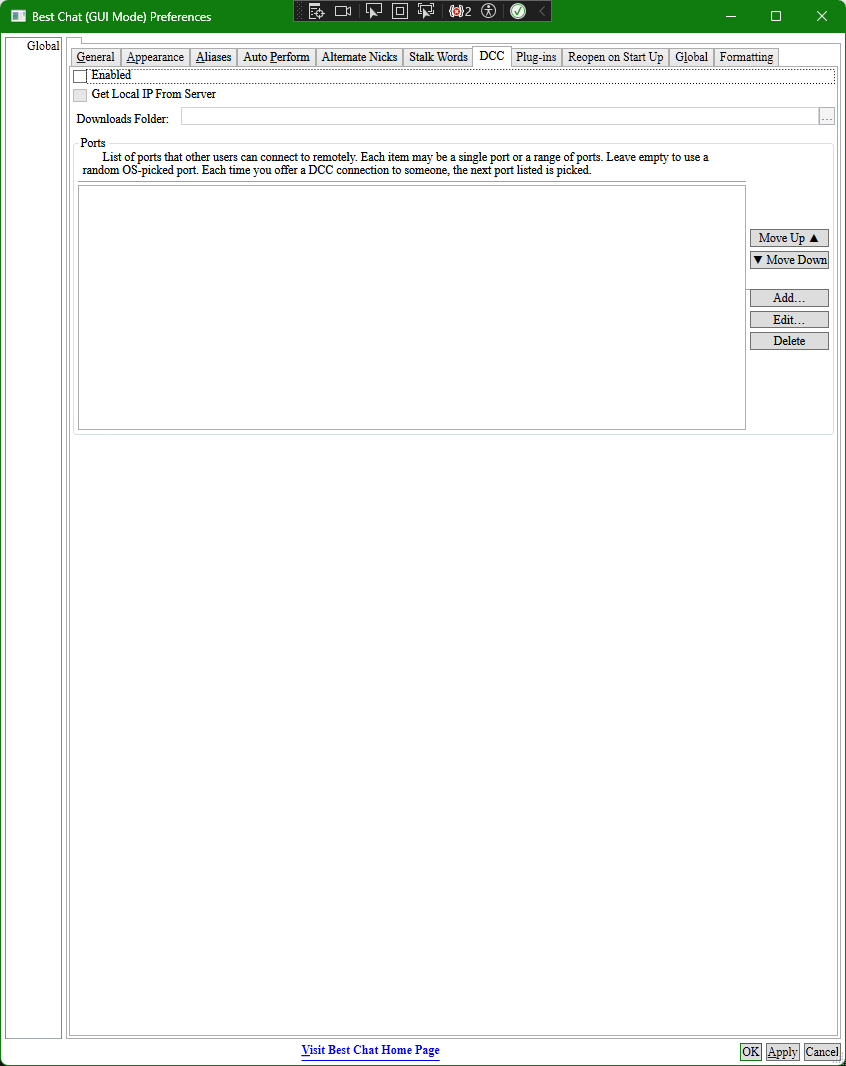 Best Chat (GUI Mode) Preferences
2
Global
General Appearance Aliases Auto Perform Alternate Nicks Stalk Words DCC Plug-ins Reopen on Start Up Global Formatting
Enabled
Get Local IP From Server
Downloads Folder: ...
Ports
List of ports that other users can connect to remotely. Each item may be a single port or a range of ports. Leave empty to use a
random OS-picked port. Each time you offer a DCC connection to someone, the next port listed is picked.
Move Up ▲
▼ Move Down
Add…
Edit…
Delete
Visit Best Chat Home Page
OK Apply Cancel